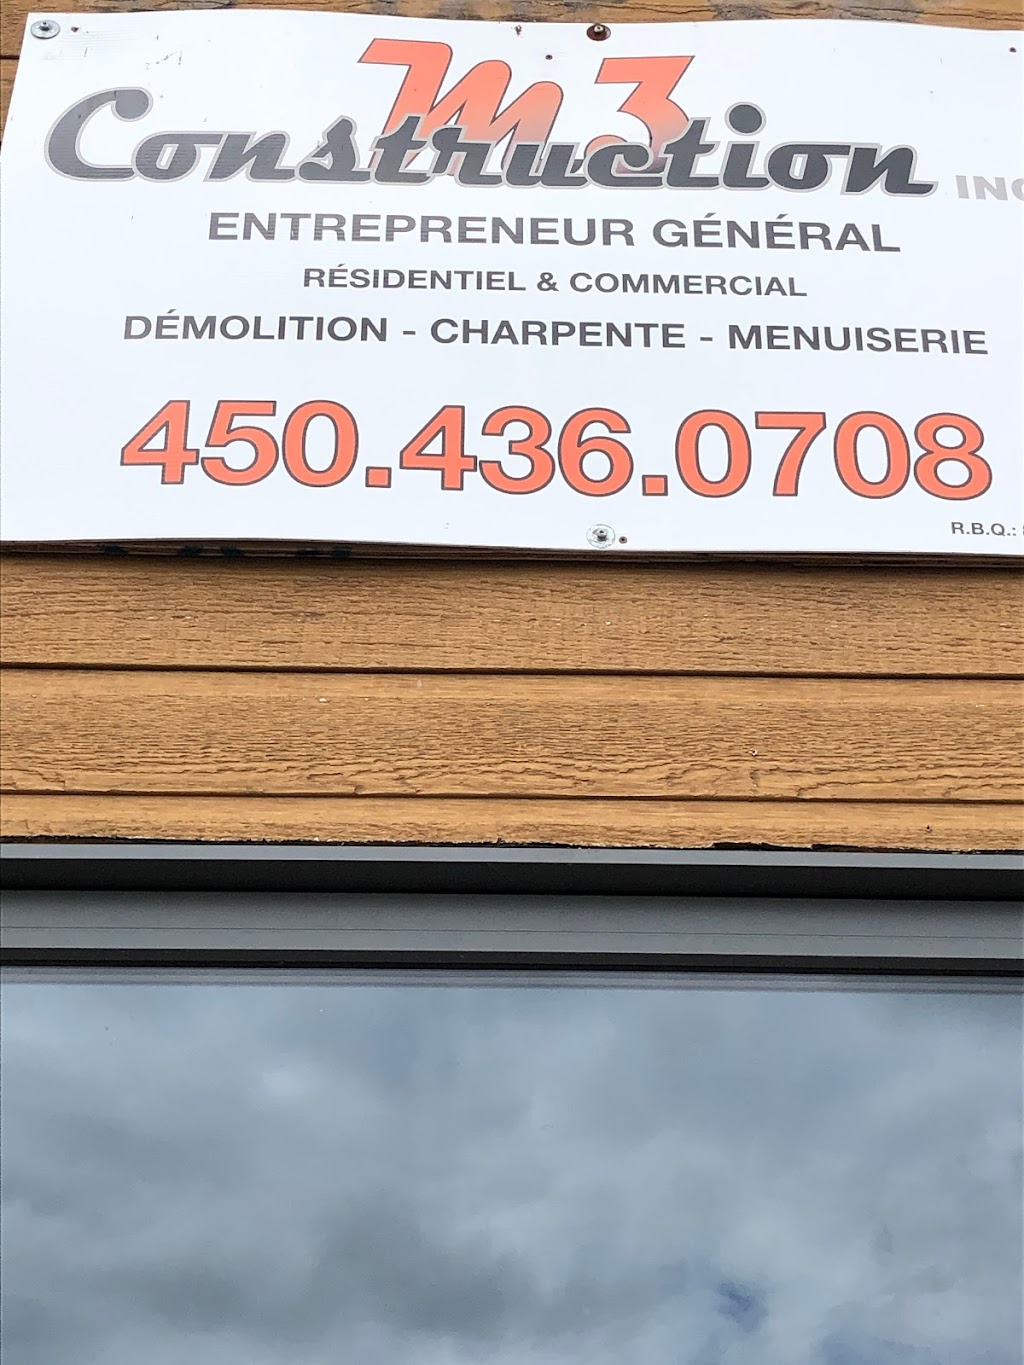 M3
Construction INC
ENTREPRENEUR GÉNÉRAL
RÉSIDENTIEL & COMMERCIAL
DÉMOLITION - CHARPENTE - MENUISERIE
450.436.0708
R.B.Q.: